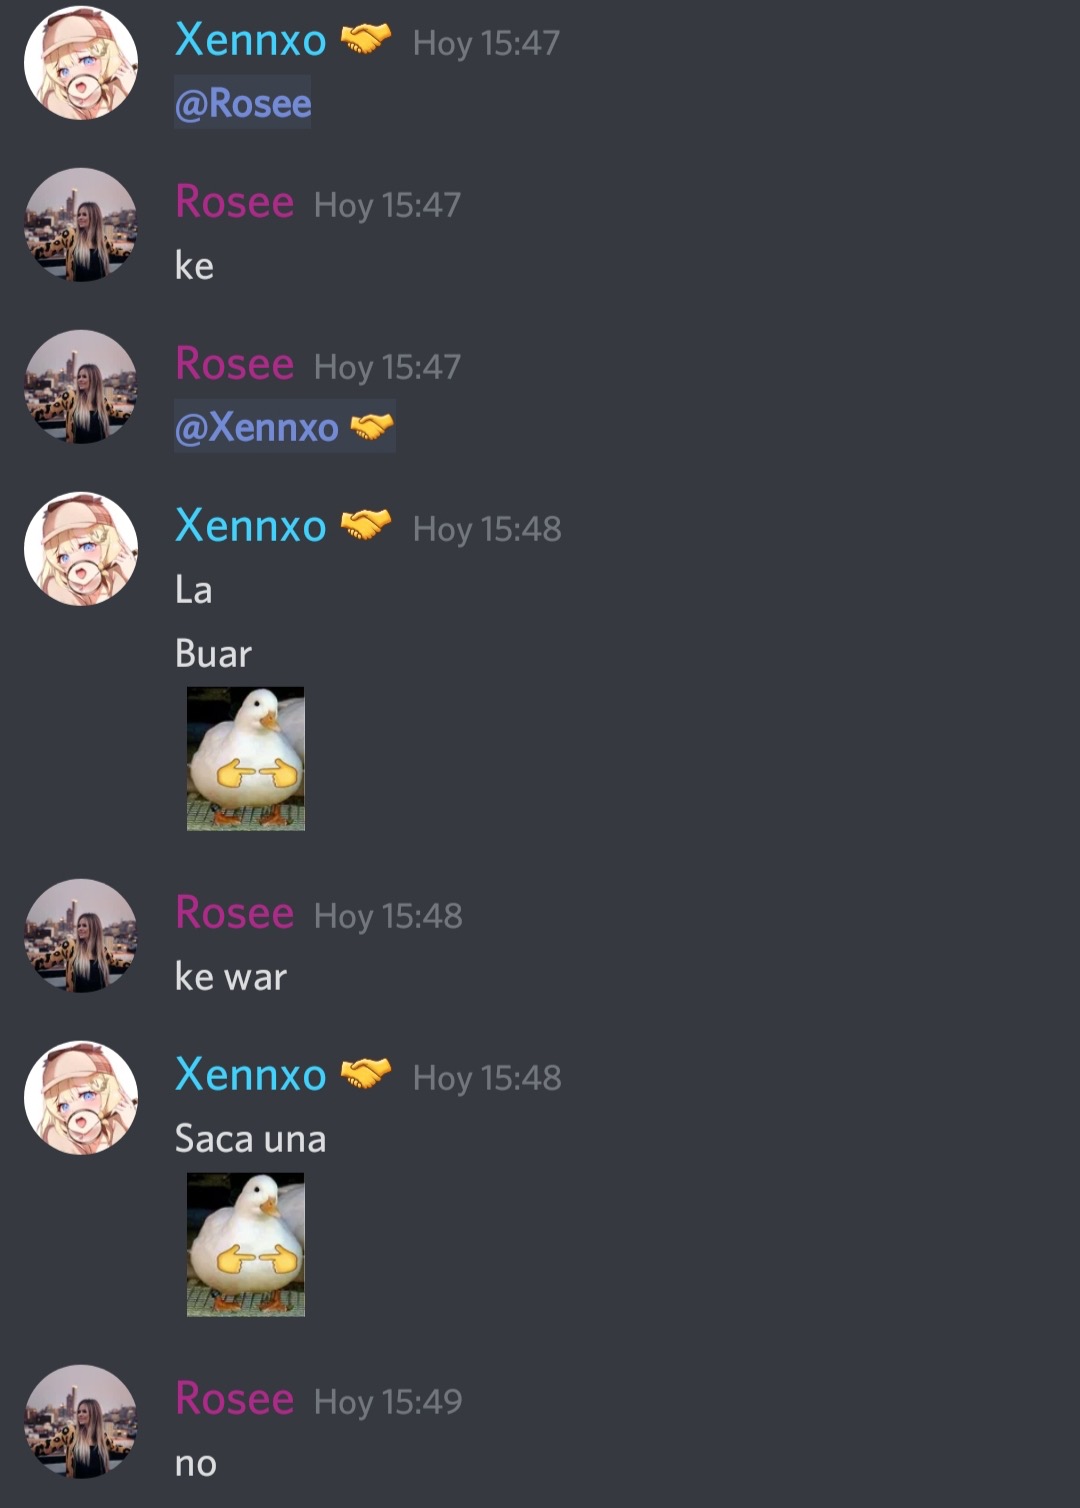 Xennxo 🤝 Hoy 15:47
@Rosee
Rosee Hoy 15:47
ke
Rosee Hoy 15:47
@Xennxo 🤝
Xennxo 🤝 Hoy 15:48
La
Buar
Rosee Hoy 15:48
ke war
Xennxo 🤝 Hoy 15:48
Saca una
Rosee Hoy 15:49
no